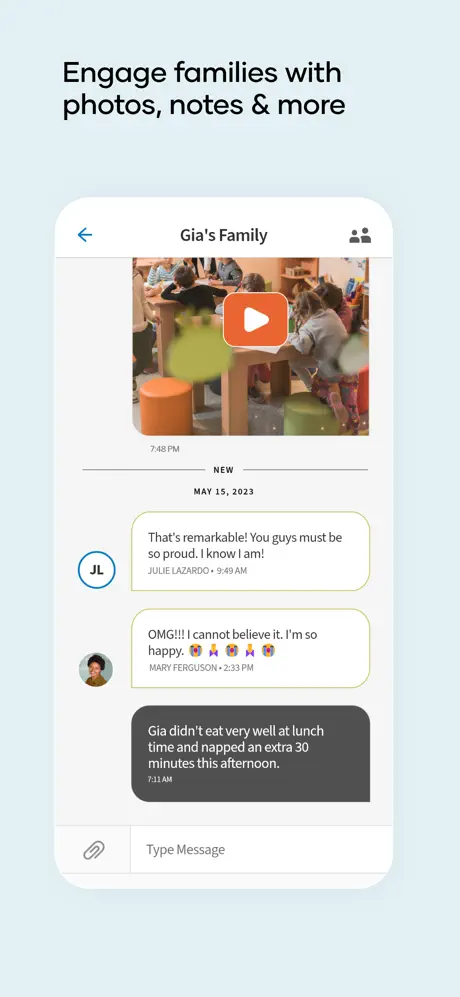 Engage families with
photos, notes & more
Gia's Family
7:48 PM
NEW
MAY 15, 2023
That's remarkable! You guys must be
so proud. I know I am!
JULIE LAZARDO • 9:49 AM
JL
OMG!!! I cannot believe it. I'm so
happy. 😭 🙏 😭 🙏 😭
MARY FERGUSON • 2:33 PM
Gia didn't eat very well at lunch
time and napped an extra 30
minutes this afternoon.
7:11 AM
Type Message